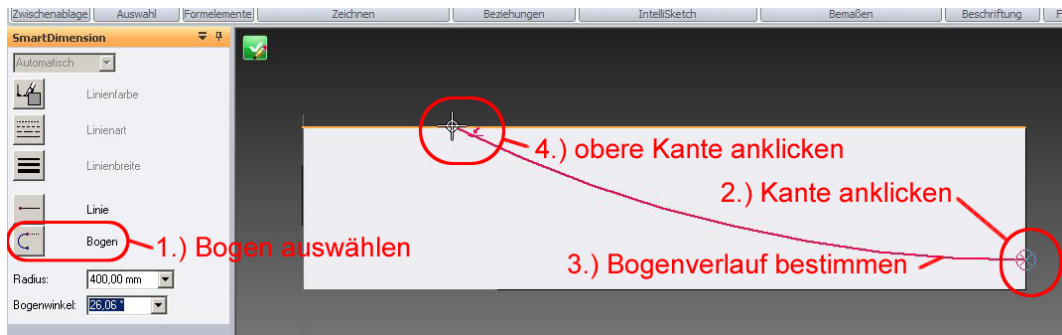 Zwischenablage Auswahl Formelemente Zeichnen Beziehungen IntelliSketch Bemaßen Beschriftung F
SmartDimension
Automatisch
Linienfarbe
Linienart
Linienbreite
Linie
Bogen
Radius: 400,00 mm
Bogenwinkel: 26,06 °
4.) obere Kante anklicken
2.) Kante anklicken
1.) Bogen auswählen
3.) Bogenverlauf bestimmen